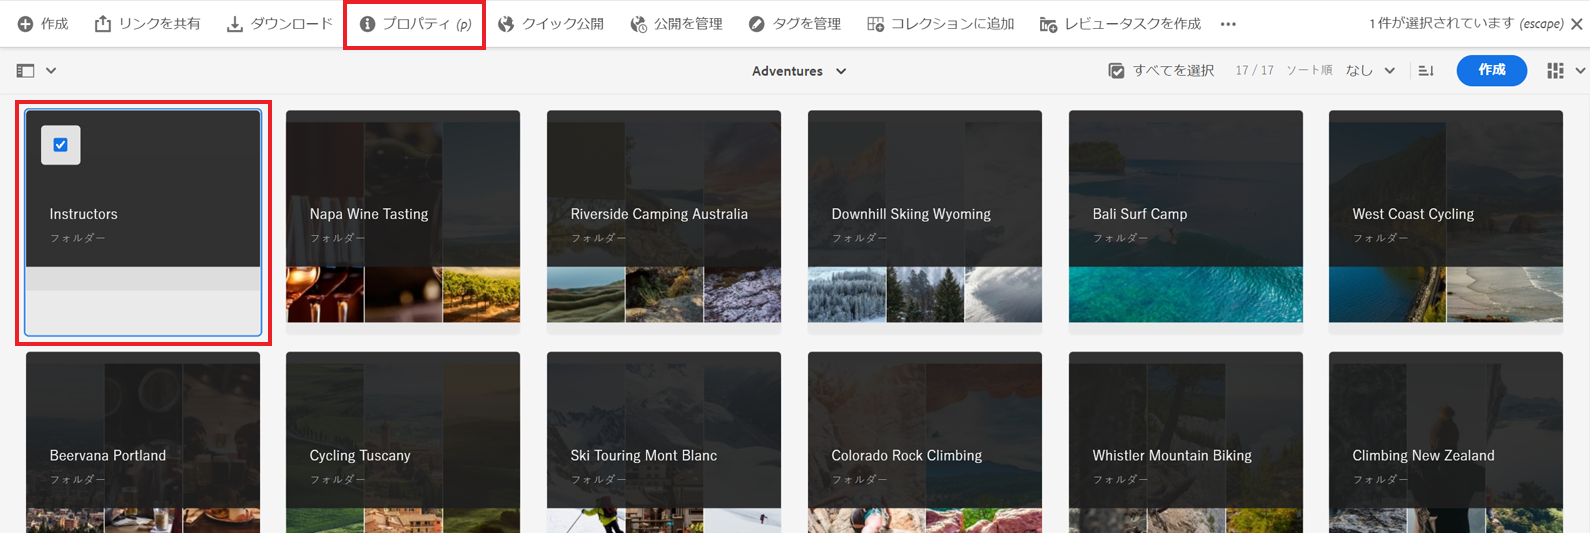 作成 リンクを共有 ダウンロード プロパティ (p) クイック公開 公開を管理 タグを管理 コレクションに追加 レビュータスクを作成 ••• 1 件が選択されています (escape)
Adventures すべてを選択 17 / 17 ソート順 なし 作成
Instructors
フォルダー
Napa Wine Tasting
フォルダー
Riverside Camping Australia
フォルダー
Downhill Skiing Wyoming
フォルダー
Bali Surf Camp
フォルダー
West Coast Cycling
フォルダー
Beervana Portland
フォルダー
Cycling Tuscany
フォルダー
Ski Touring Mont Blanc
フォルダー
Colorado Rock Climbing
フォルダー
Whistler Mountain Biking
フォルダー
Climbing New Zealand
フォルダー